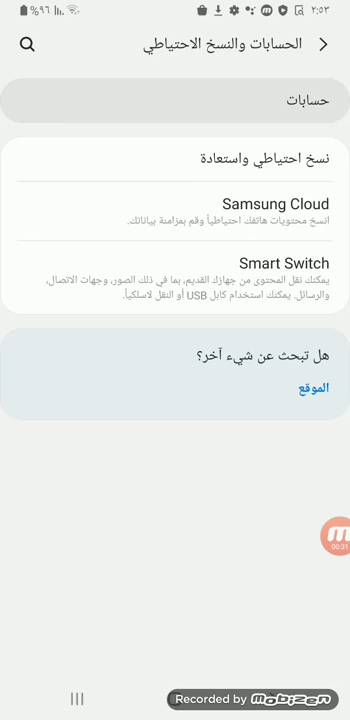 ٢:٥٣
%٩٦
الحسابات والنسخ الاحتياطي
حسابات
نسخ احتياطي واستعادة
Samsung Cloud
انسخ محتويات هاتفك احتياطياً وقم بمزامنة بياناتك.
Smart Switch
يمكنك نقل المحتوى من جهازك القديم، بما في ذلك الصور، وجهات الاتصال،
والرسائل. يمكنك استخدام كابل USB أو النقل لاسلكياً.
هل تبحث عن شيء آخر؟
الموقع
00:31
Recorded by mobizen